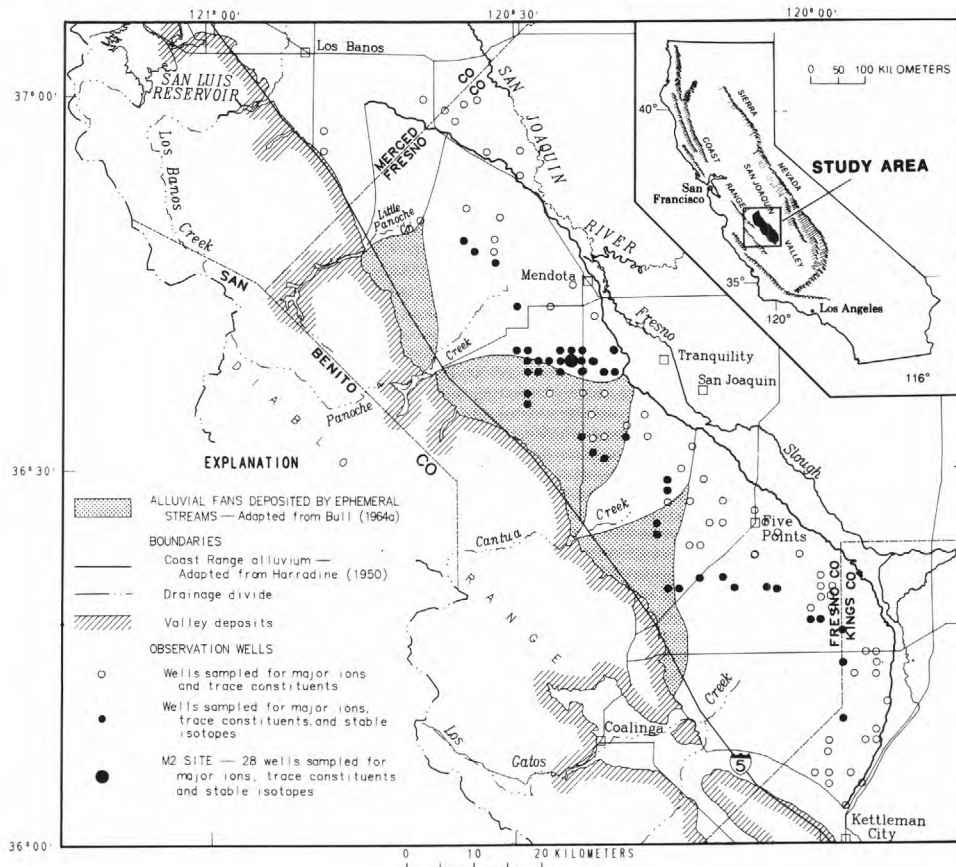 121°00'
120°30'
120°00'
Los Banos
SAN LUIS
RESERVOIR
37°00'
CO
CO
SAN
JOAQUIN
RIVER
0 50 100 KILOMETERS
40°
SIERRA
NEVADA
COAST
RANGES
SAN JOAQUIN
VALLEY
STUDY AREA
San
Francisco
35°
120°
Los Angeles
116°
Los Banos
Creek
MERCED
FRESNO
Little
Panoche
Cr
SAN
BENITO
CO
Mendota
Fresno
Slough
Creek
Tranquility
San Joaquin
Panoche
DIABLO
36°30'
EXPLANATION
ALLUVIAL FANS DEPOSITED BY EPHEMERAL
STREAMS — Adapted from Bull (1964a)
BOUNDARIES
Coast Range alluvium —
Adapted from Harradine (1950)
Drainage divide
Valley deposits
OBSERVATION WELLS
Wells sampled for major ions
and trace constituents
Wells sampled for major ions,
trace constituents, and stable
isotopes
M2 SITE — 28 wells sampled for
major ions, trace constituents
and stable isotopes
Creek
Cantua
Five
Points
RANGE
FRESNO CO
KINGS CO
Creek
Coalinga
Los
Gatos
5
Kettleman
City
36°00'
0 10 20 KILOMETERS